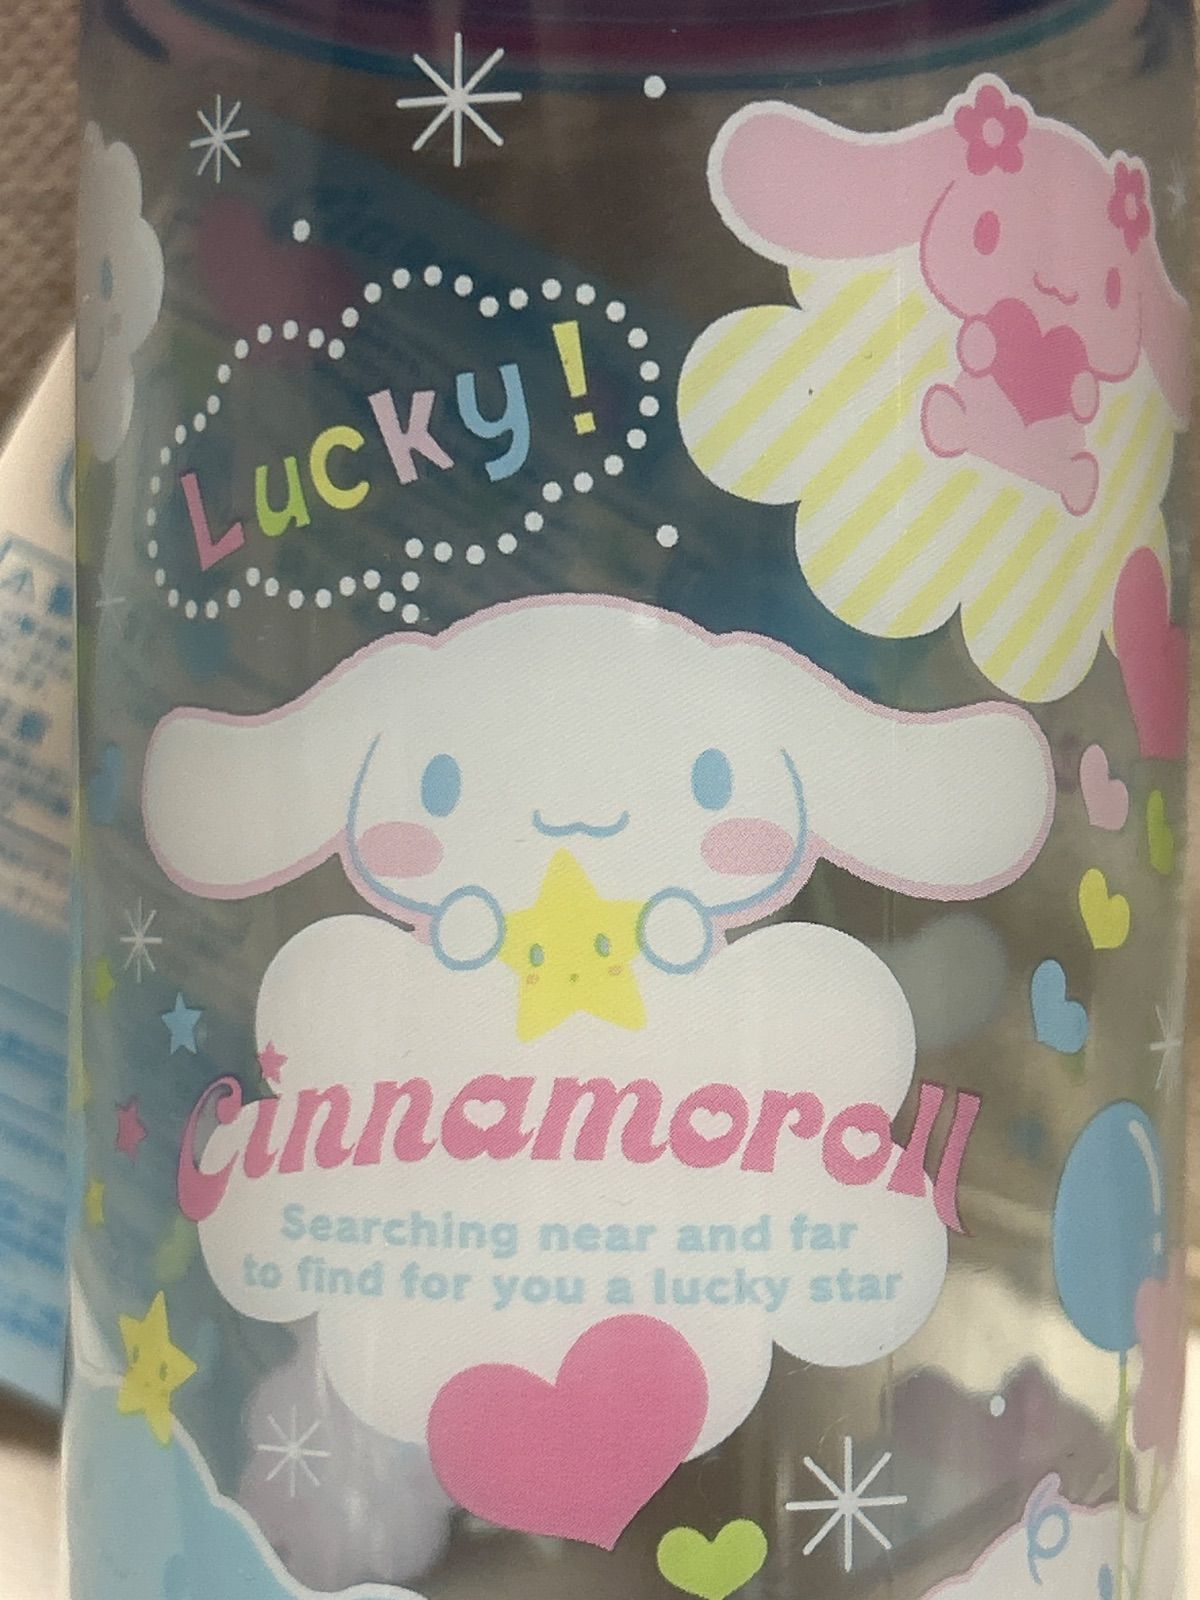 Lucky!
Cinnamoroll
Searching near and far
to find for you a lucky star